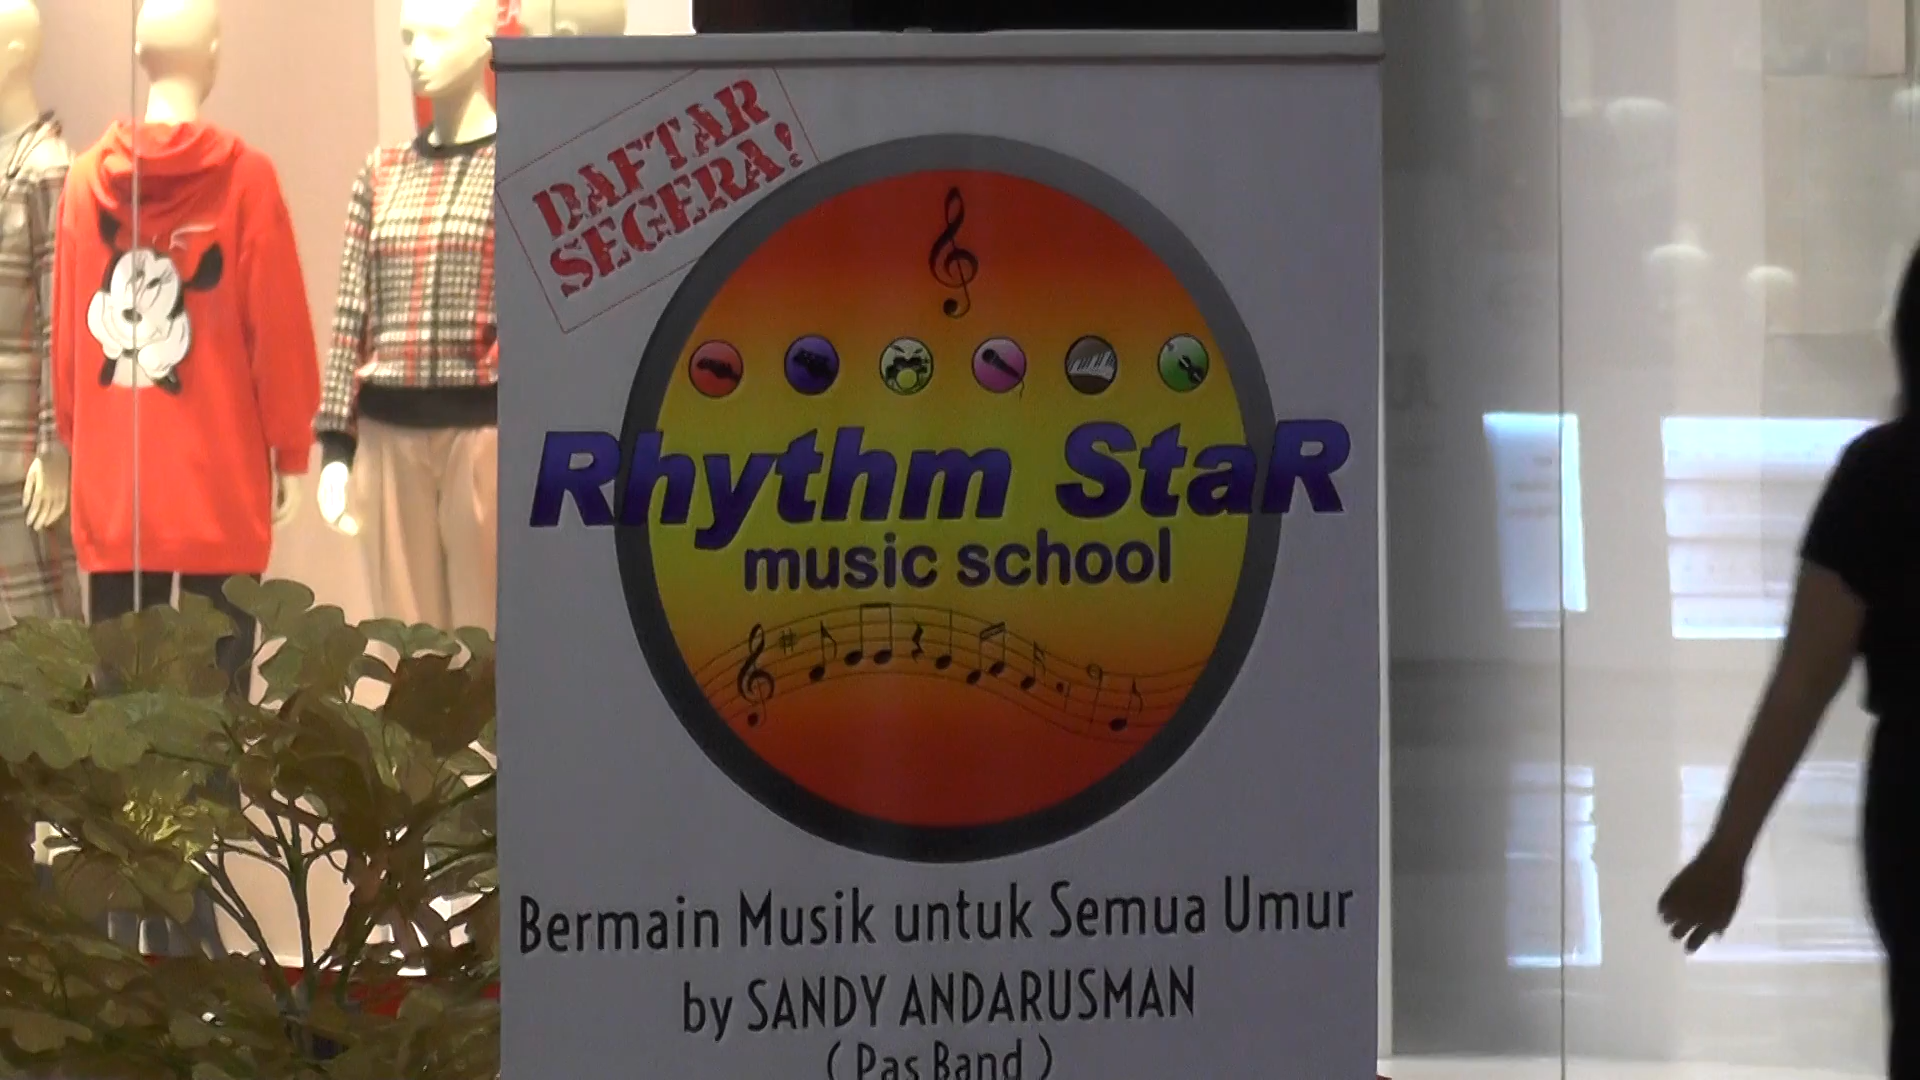 DAFTAR
SEGERA!
Rhythm StaR
music school
Bermain Musik untuk Semua Umur
by SANDY ANDARUSMAN
( Pas Band )